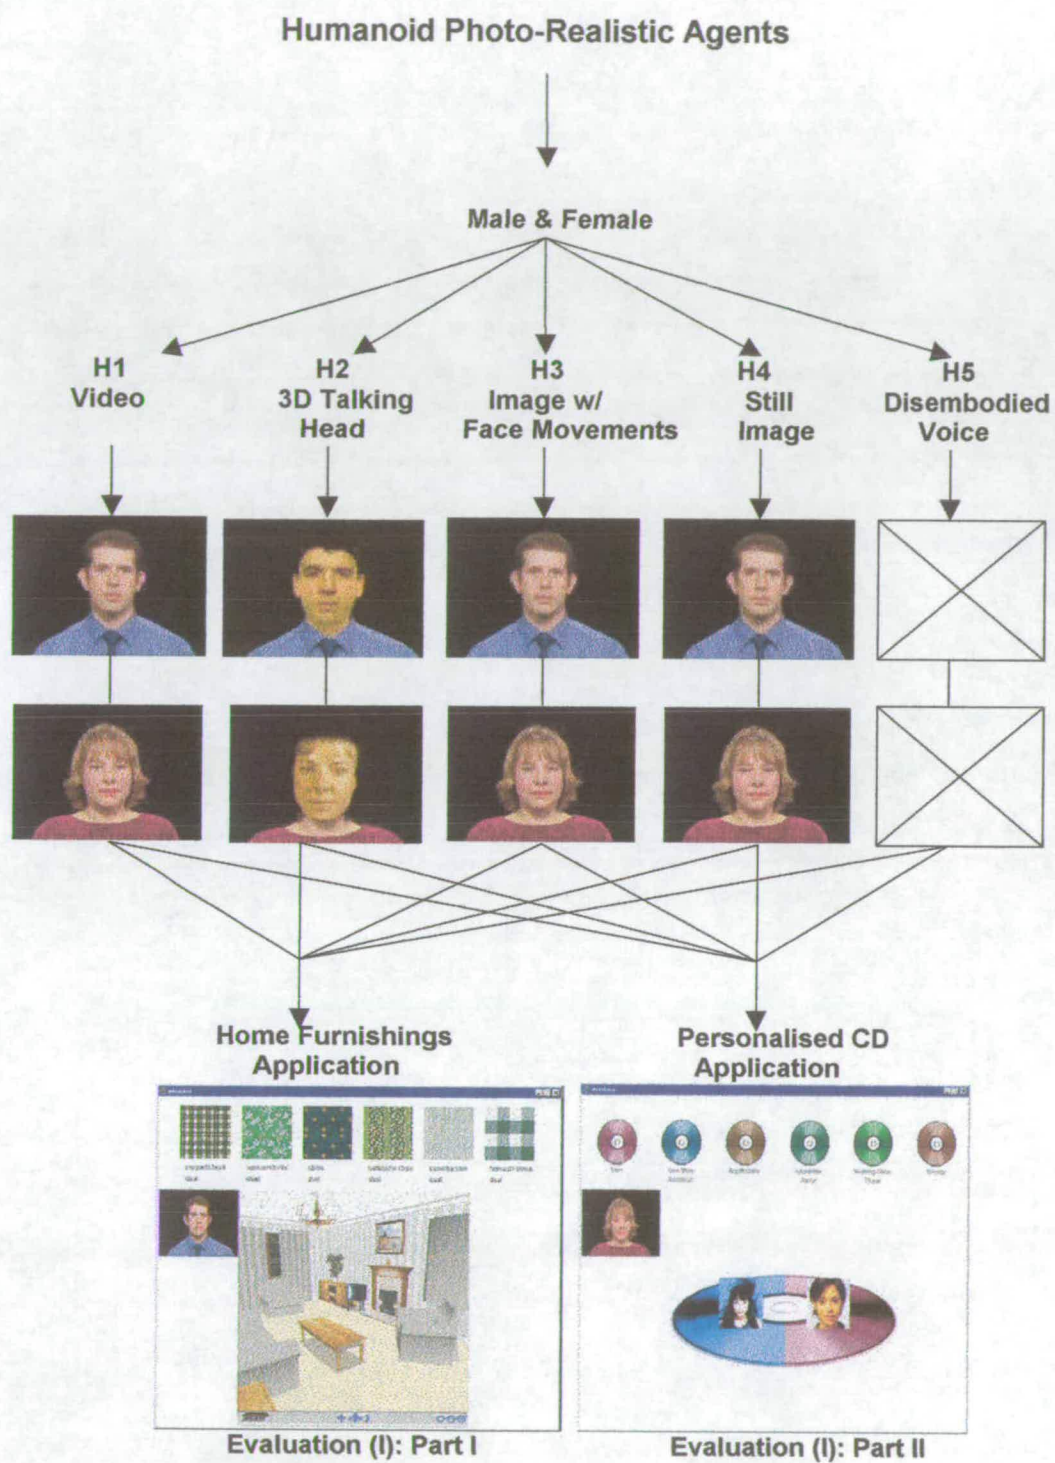 Humanoid Photo-Realistic Agents
Male & Female
H1
Video
H2
3D Talking
Head
H3
Image w/
Face Movements
H4
Still
Image
H5
Disembodied
Voice
Home Furnishings
Application
Personalised CD
Application
Evaluation (I): Part I
Evaluation (I): Part II